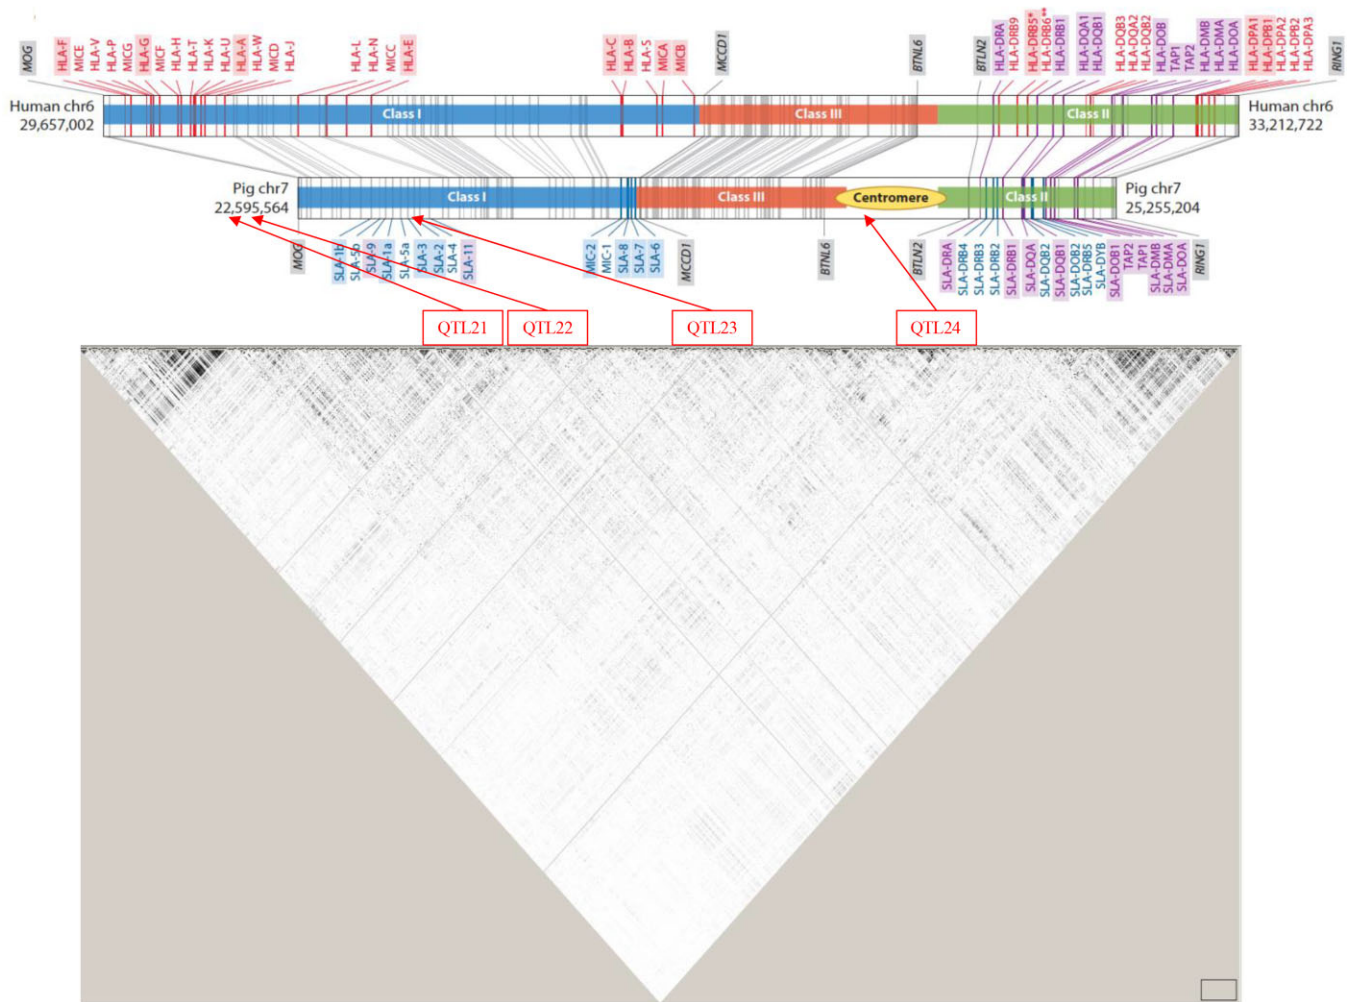 MOG
HLA-F
MICE
HLA-V
HLA-P
MICG
HLA-G
MICF
HLA-H
HLA-T
HLA-K
HLA-U
HLA-A
HLA-W
MICD
HLA-J
HLA-L
HLA-N
MICC
HLA-E
HLA-C
HLA-B
HLA-S
MICA
MICB
MCCD1
BTNL6
BTLN2
HLA-DRA
HLA-DRB9
HLA-DRB5*
HLA-DRB6**
HLA-DRB1
HLA-DQA1
HLA-DQB1
HLA-DQB3
HLA-DQA2
HLA-DQB2
HLA-DOB
TAP1
TAP2
HLA-DMB
HLA-DMA
HLA-DOA
HLA-DPA1
HLA-DPB1
HLA-DPA2
HLA-DPB2
HLA-DPA3
RING1
Human chr6
29,657,002
Class I
Class III
Class II
Human chr6
33,212,722
Pig chr7
22,595,564
Class I
Class III
Centromere
Class II
Pig chr7
25,255,204
MOG
SLA-1b
SLA-5b
SLA-9
SLA-1a
SLA-5a
SLA-3
SLA-2
SLA-4
SLA-11
MIC-2
MIC-1
SLA-8
SLA-7
SLA-6
MCCD1
BTNL6
BTLN2
SLA-DRA
SLA-DRB4
SLA-DRB3
SLA-DRB2
SLA-DRB1
SLA-DQA
SLA-DQB2
SLA-DQB1
SLA-DOB2
SLA-DRB5
SLA-DYB
SLA-DOB1
TAP2
TAP1
SLA-DMB
SLA-DMA
SLA-DOA
RING1
QTL21
QTL22
QTL23
QTL24